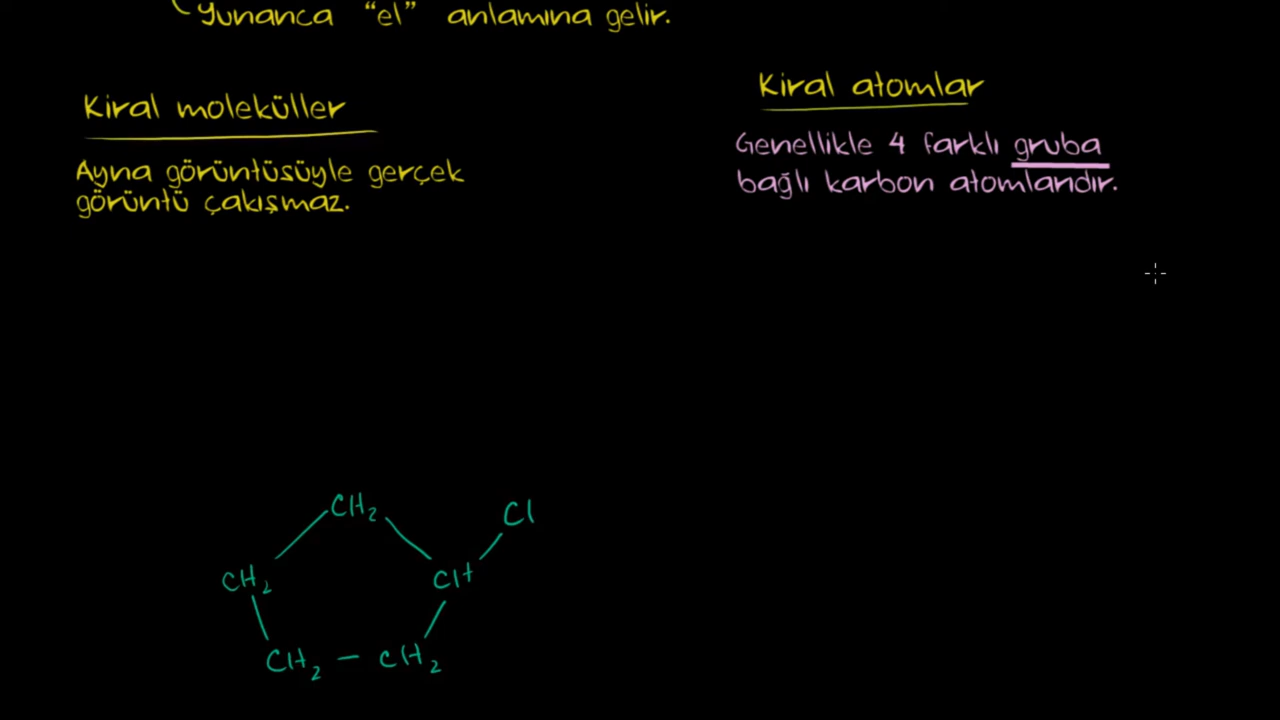 Yunanca “el” anlamına gelir.
Kiral moleküller
Ayna görüntüsüyle gerçek
görüntü çakışmaz.
Kiral atomlar
Genellikle 4 farklı gruba
bağlı karbon atomlarıdır.
CH₂
Cl
CH₂
CH
CH₂ – CH₂